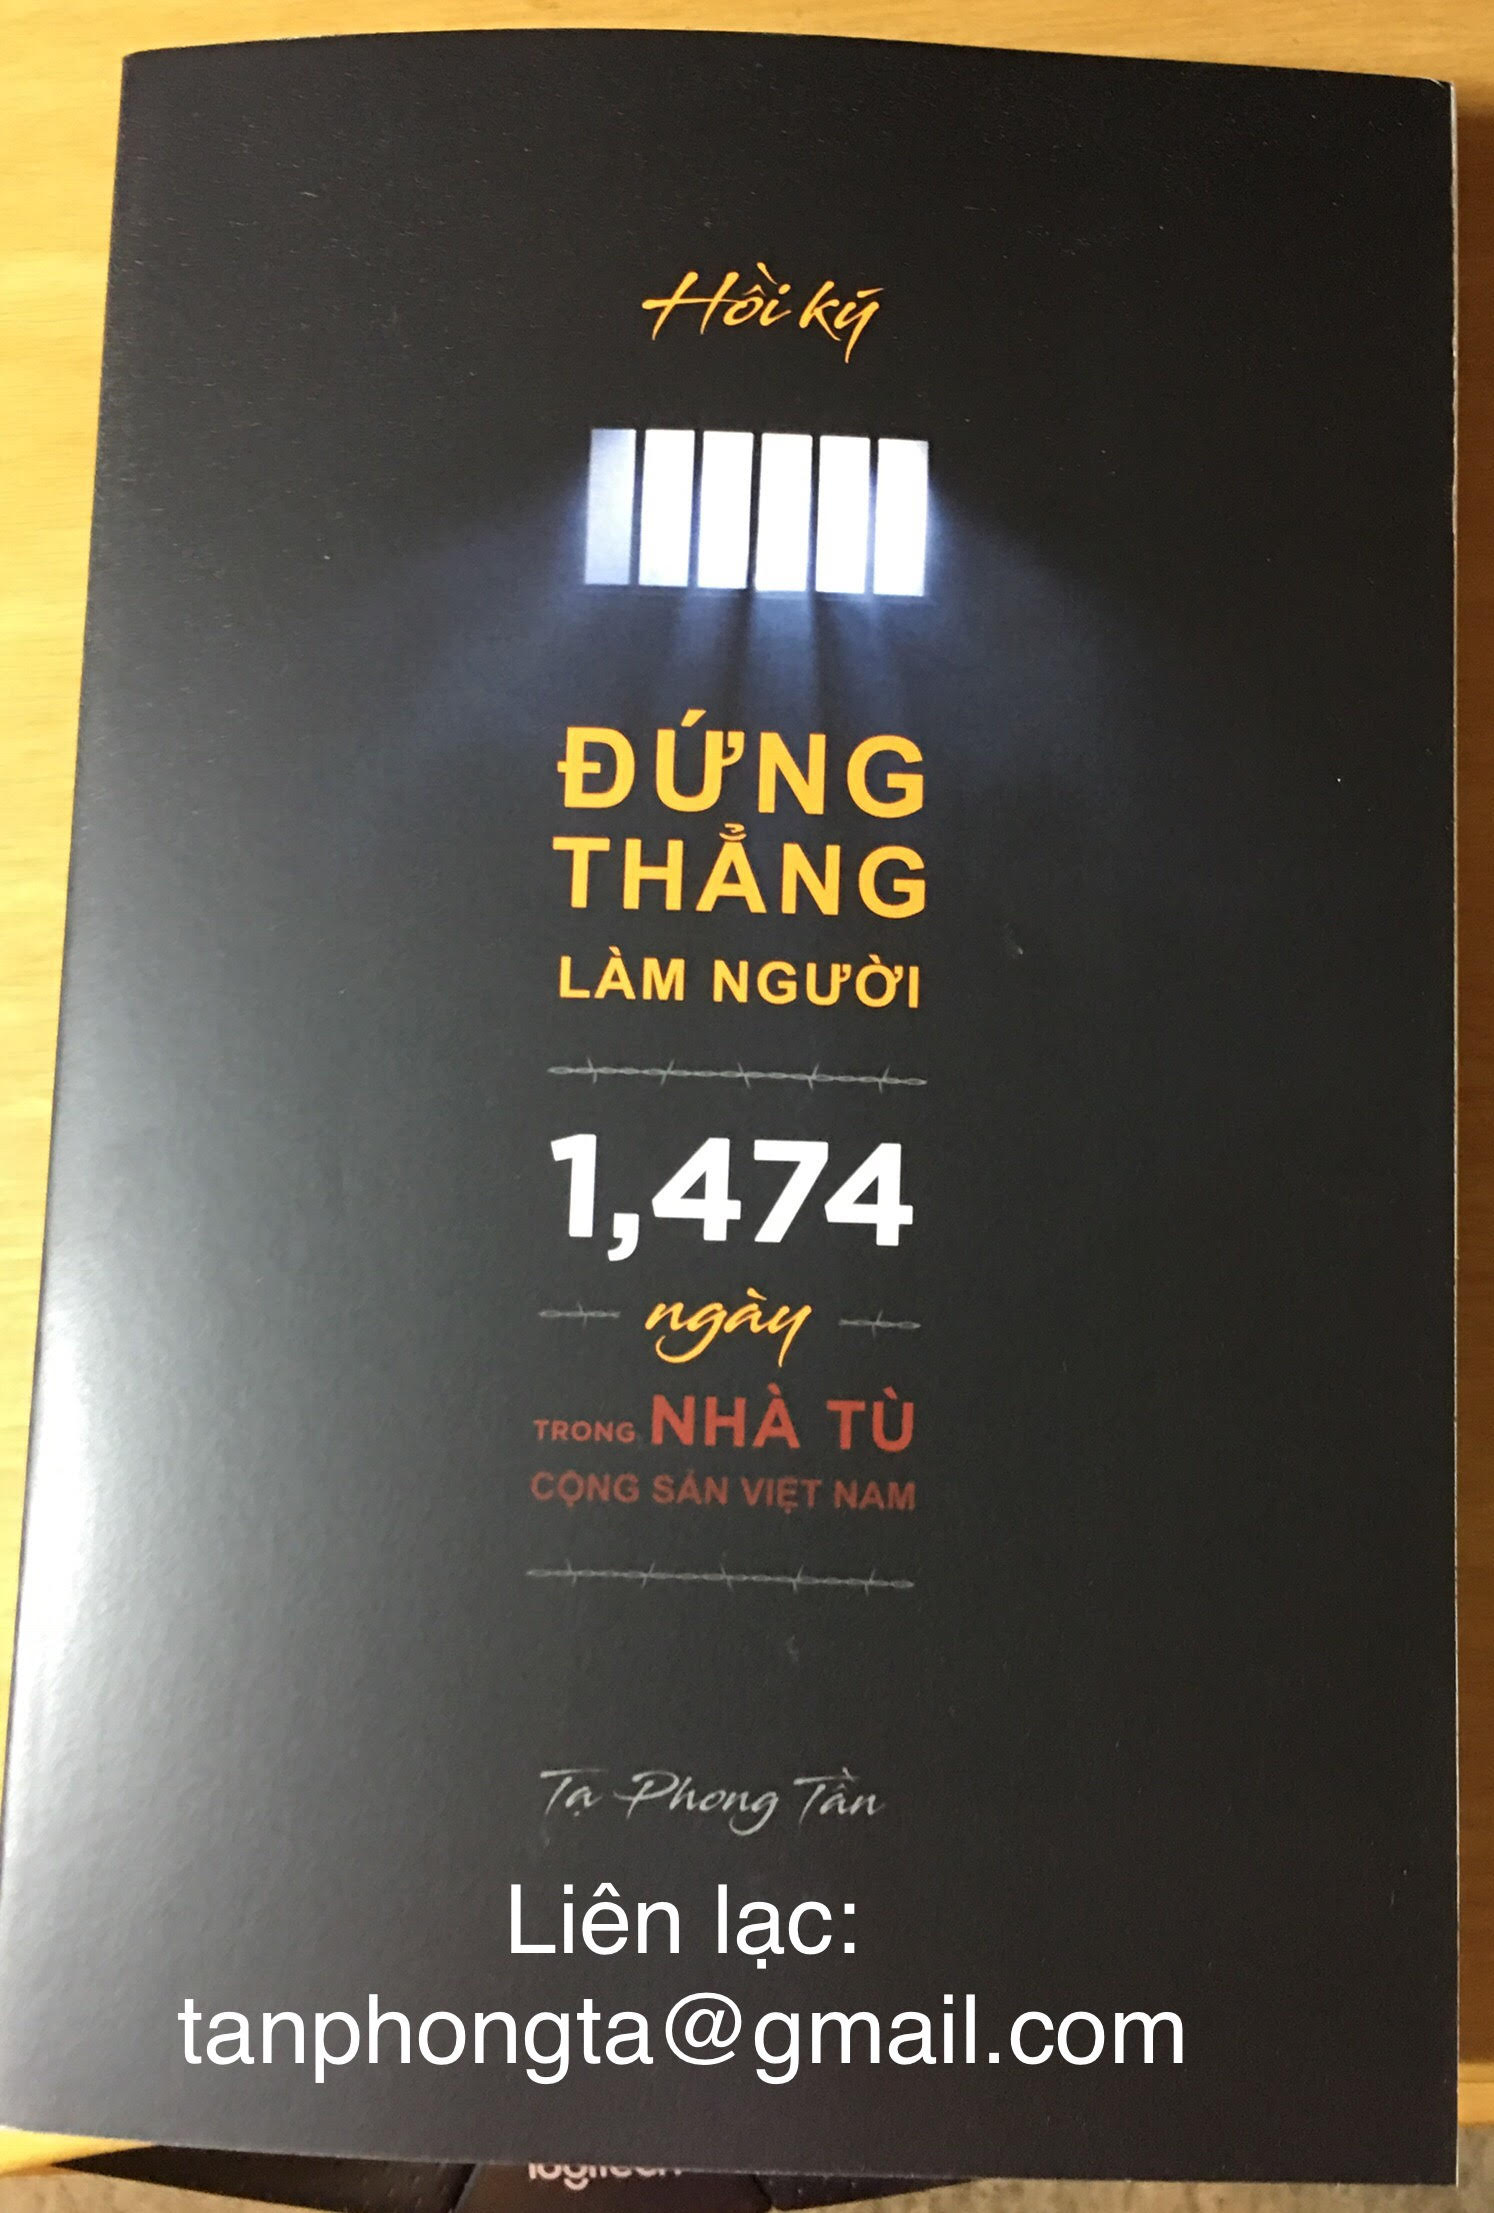 Hồi ký
ĐỨNG
THẲNG
LÀM NGƯỜI
1,474
ngày
TRONG NHÀ TÙ
CỘNG SẢN VIỆT NAM
Tạ Phong Tần
Liên lạc:
tanphongta@gmail.com
logitech